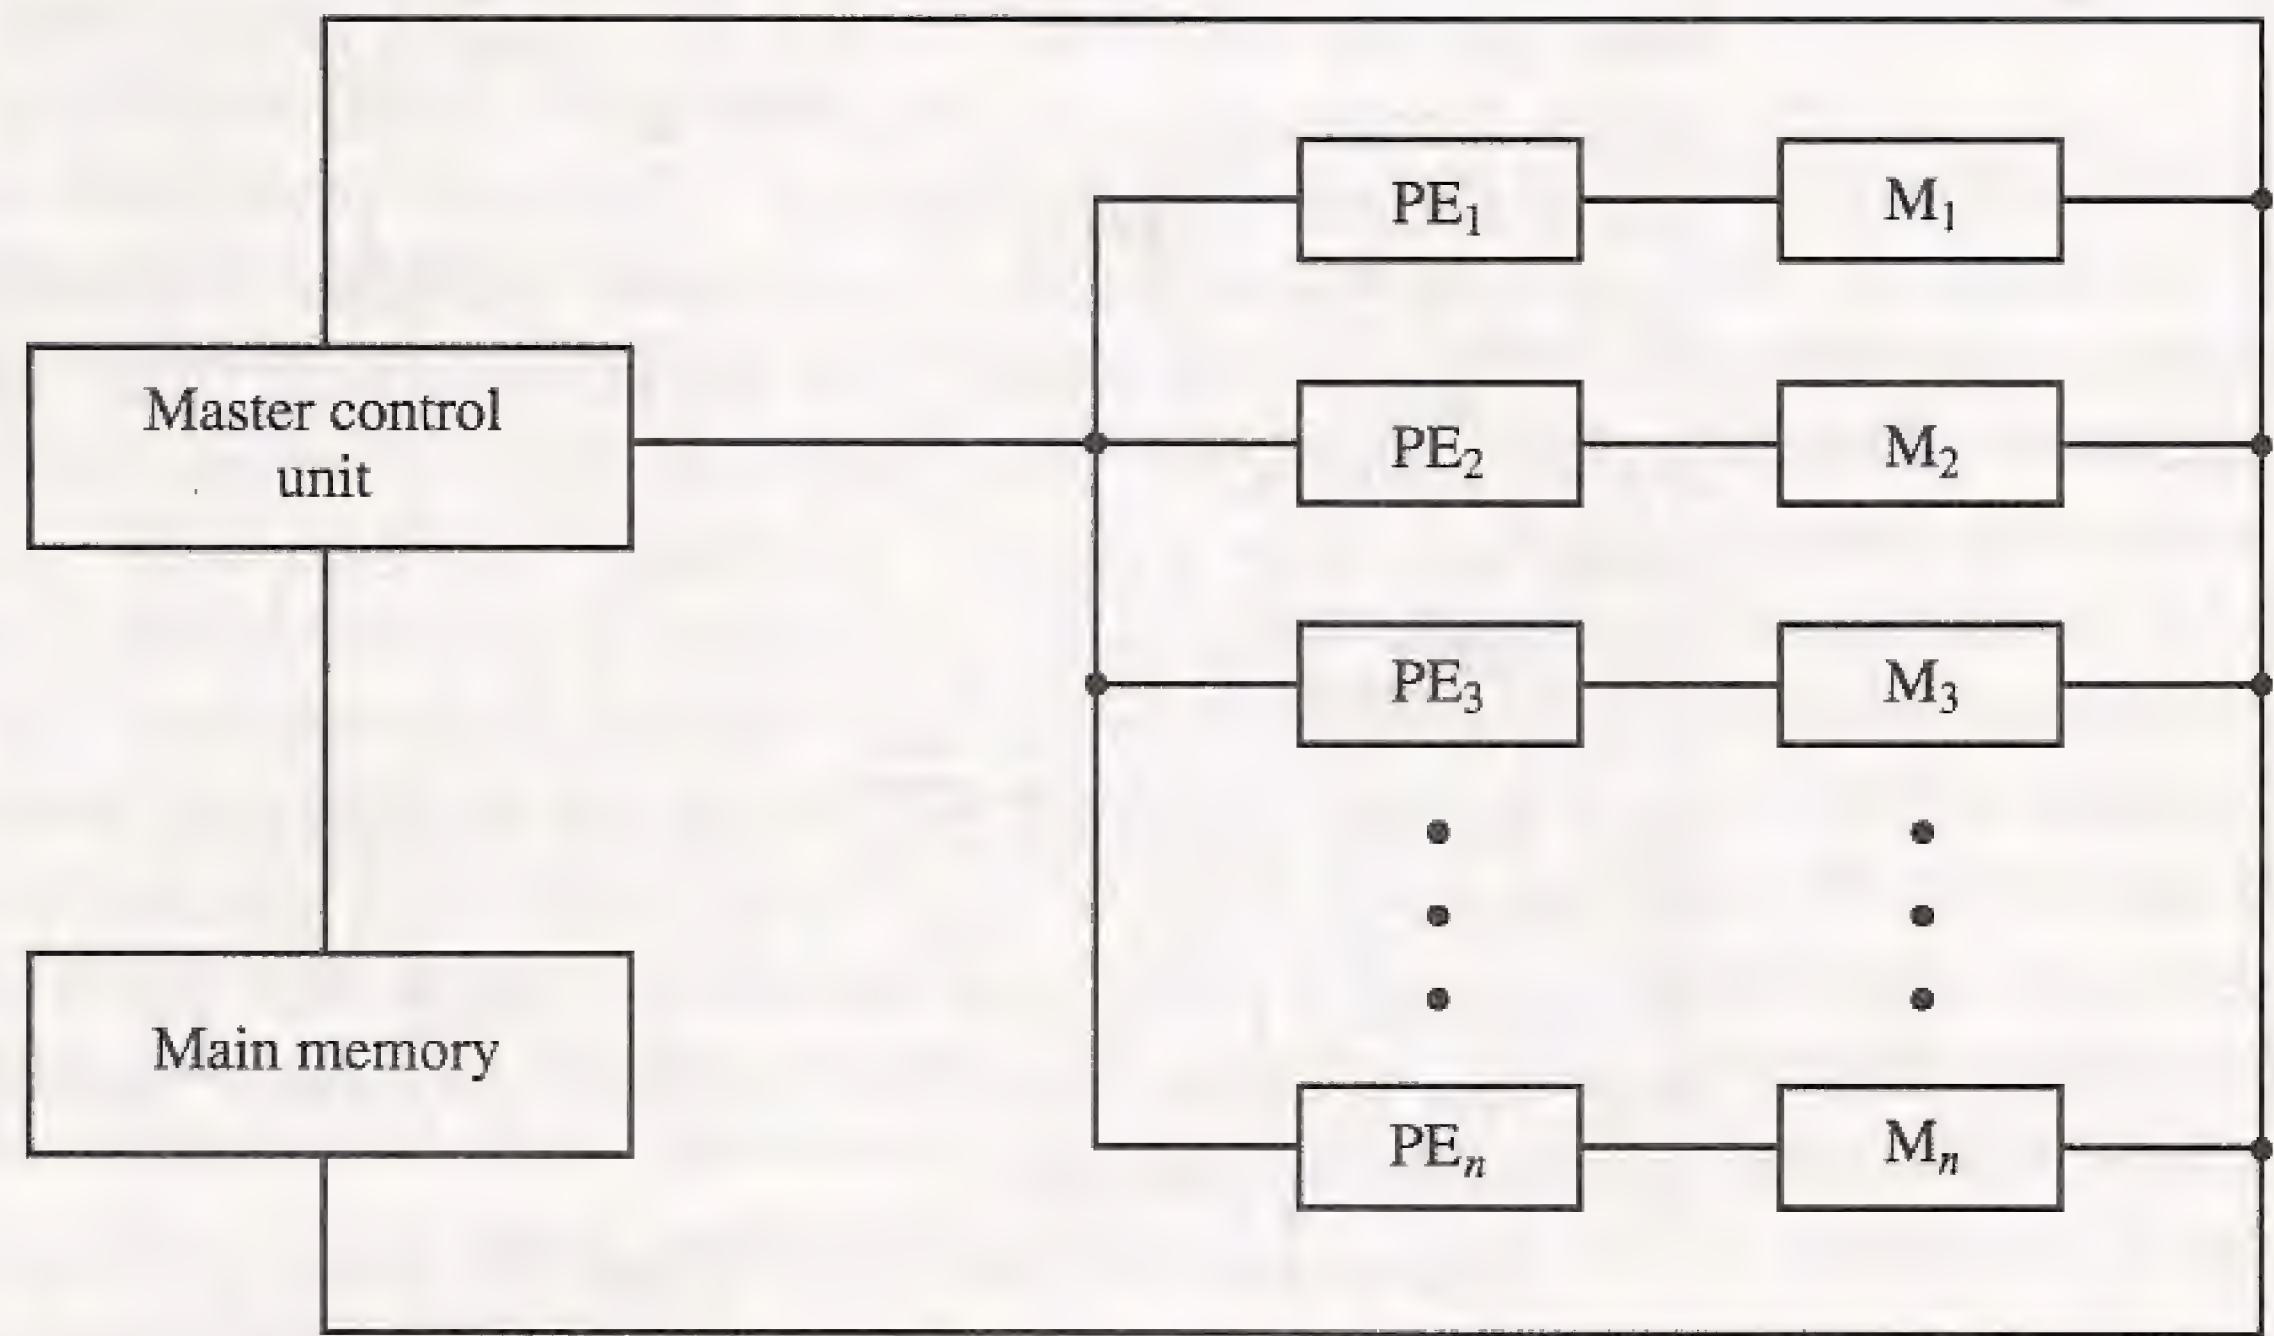 PE₁
M₁
Master control
unit
PE₂
M₂
PE₃
M₃
Main memory
PEₙ
Mₙ